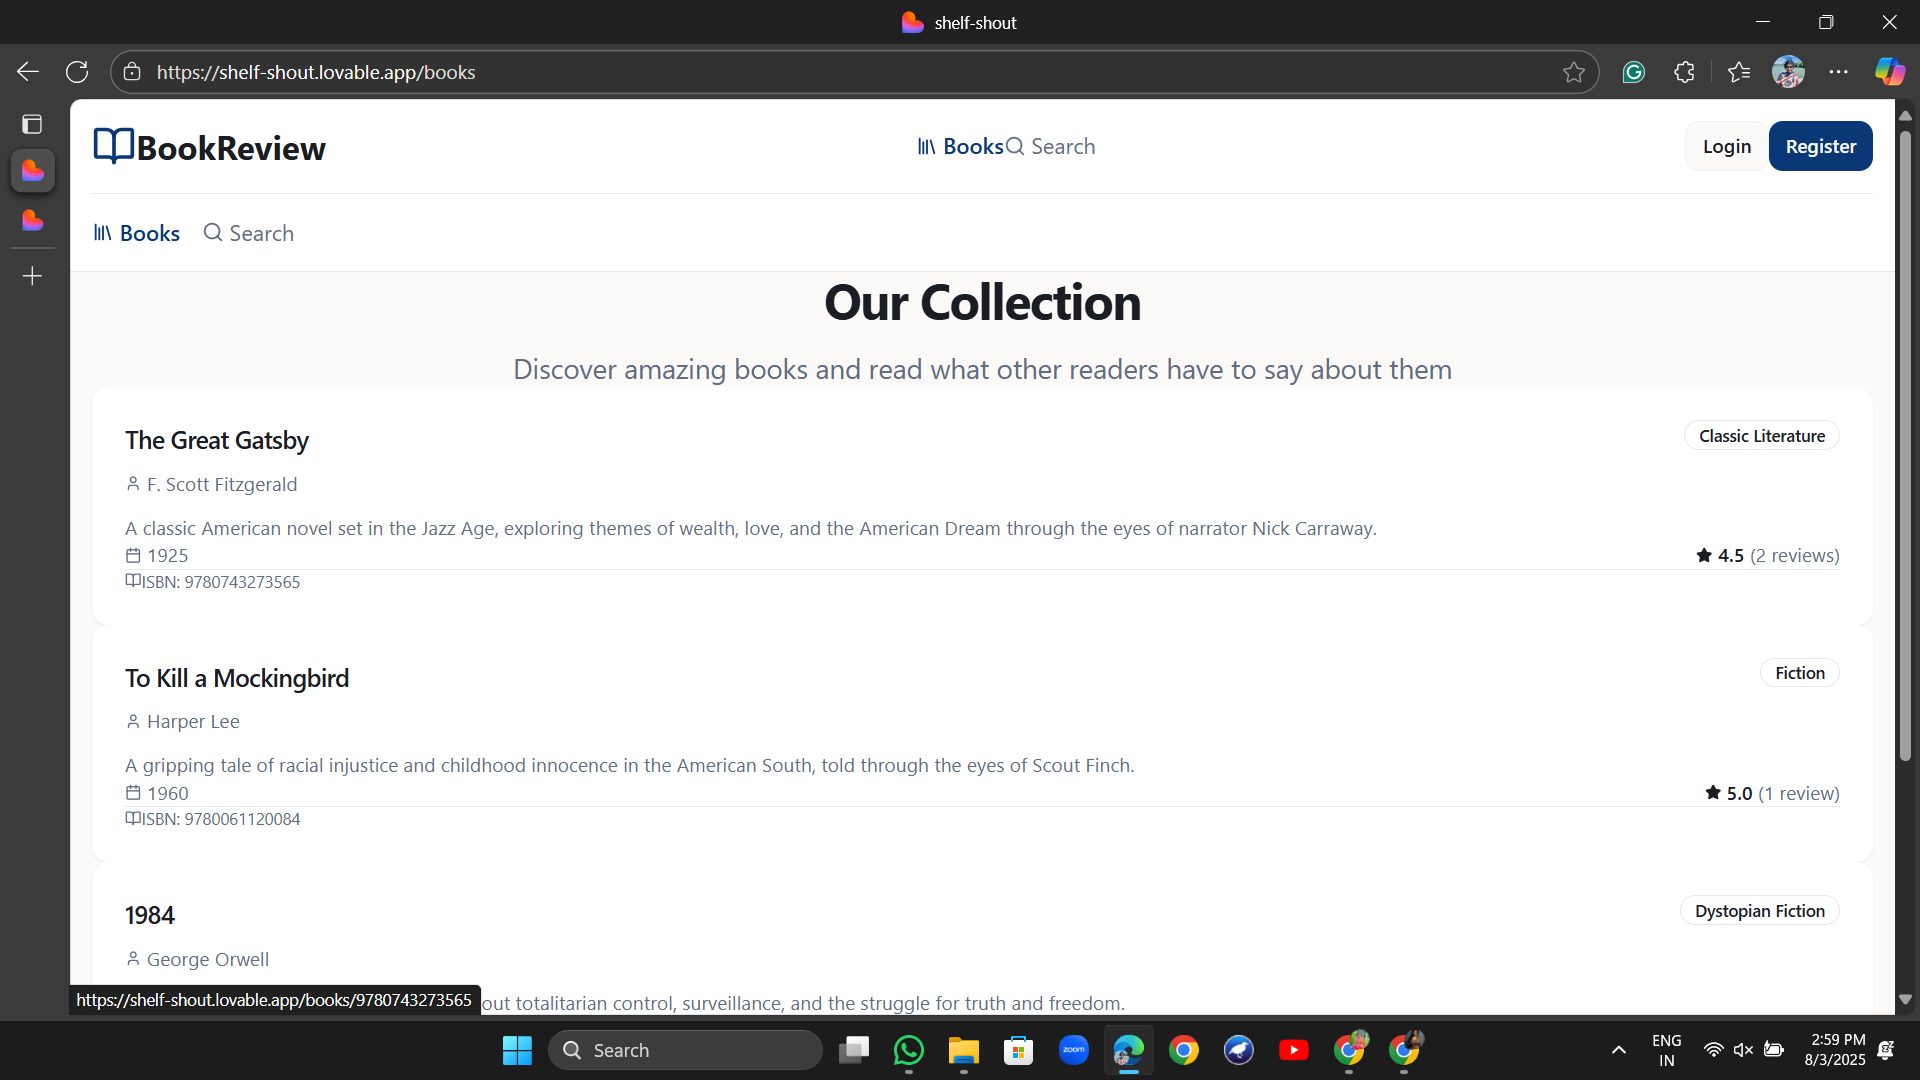 shelf-shout
https://shelf-shout.lovable.app/books
BookReview
Books Search
Login Register
Books Search
Our Collection
Discover amazing books and read what other readers have to say about them
The Great Gatsby
Classic Literature
F. Scott Fitzgerald
A classic American novel set in the Jazz Age, exploring themes of wealth, love, and the American Dream through the eyes of narrator Nick Carraway.
1925
4.5 (2 reviews)
ISBN: 9780743273565
To Kill a Mockingbird
Fiction
Harper Lee
A gripping tale of racial injustice and childhood innocence in the American South, told through the eyes of Scout Finch.
1960
5.0 (1 review)
ISBN: 9780061120084
1984
Dystopian Fiction
George Orwell
https://shelf-shout.lovable.app/books/9780743273565
out totalitarian control, surveillance, and the struggle for truth and freedom.
Search
zoom
ENG
IN
2:59 PM
8/3/2025